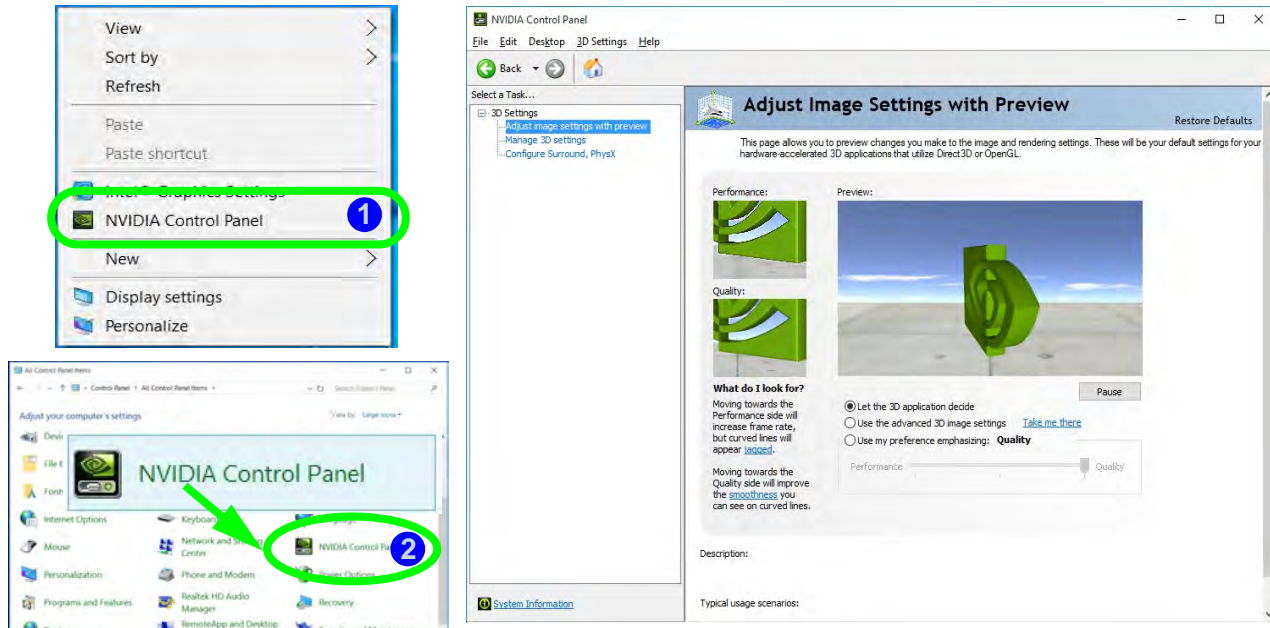 View
Sort by
Refresh
Paste
Paste shortcut
Intel® Graphics Settings
NVIDIA Control Panel
1
New
Display settings
Personalize
All Control Panel Items
Control Panel
All Control Panel Items
Search Control Panel
Adjust your computer's settings
View by: Large icons
NVIDIA Control Panel
Internet Options
Keyboard
Mouse
Network and Sharing
Center
NVIDIA Control Pa
2
Personalization
Phone and Modem
Power Options
Programs and Features
Realtek HD Audio
Manager
Recovery
RemoteApp and Desktop
NVIDIA Control Panel
File Edit Desktop 3D Settings Help
Back
Select a Task...
3D Settings
Adjust image settings with preview
Manage 3D settings
Configure Surround, PhysX
System Information
Adjust Image Settings with Preview
Restore Defaults
This page allows you to preview changes you make to the image and rendering settings. These will be your default settings for your
hardware-accelerated 3D applications that utilize Direct3D or OpenGL.
Performance:
Preview:
Quality:
What do I look for?
Moving towards the
Performance side will
increase frame rate,
but curved lines will
appear jagged.
Moving towards the
Quality side will improve
the smoothness you
can see on curved lines.
Pause
Let the 3D application decide
Use the advanced 3D image settings Take me there
Use my preference emphasizing: Quality
Performance
Quality
Description:
Typical usage scenarios: